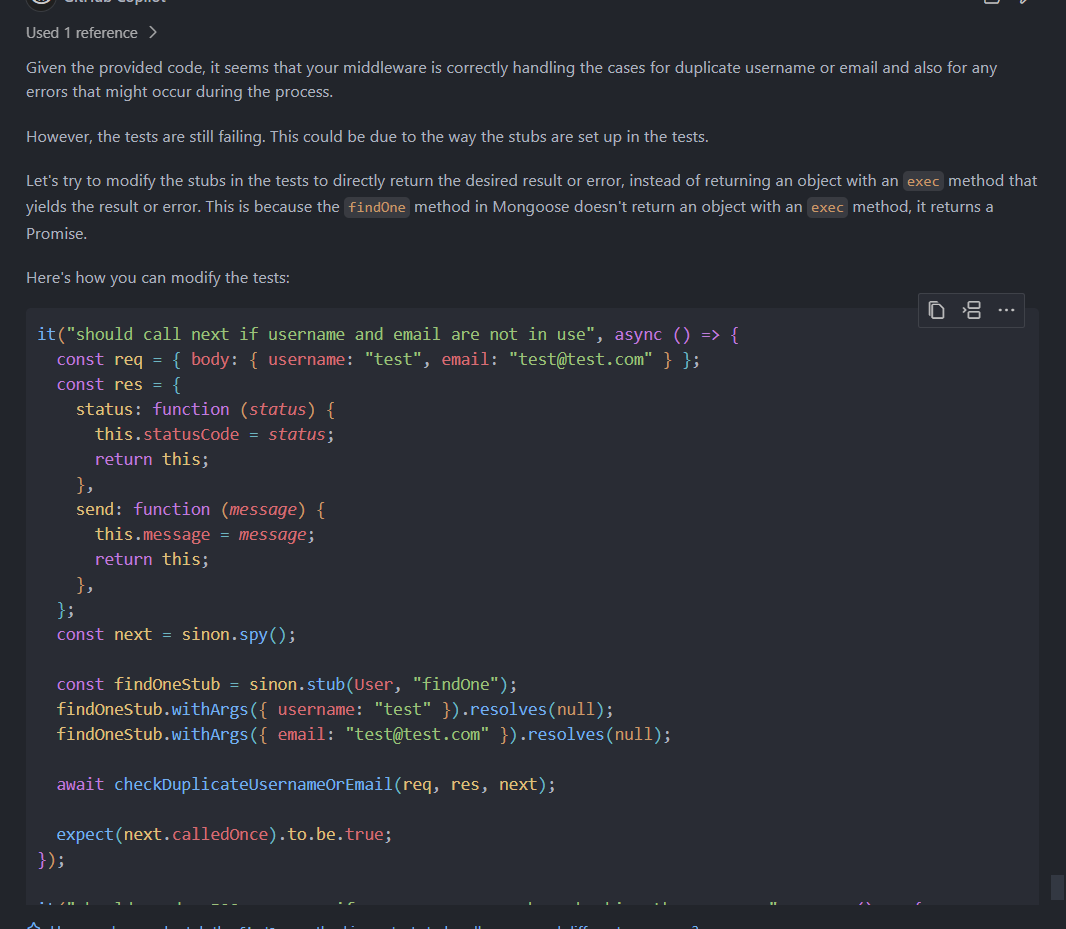 GitHub Copilot
Used 1 reference
Given the provided code, it seems that your middleware is correctly handling the cases for duplicate username or email and also for any
errors that might occur during the process.
However, the tests are still failing. This could be due to the way the stubs are set up in the tests.
Let's try to modify the stubs in the tests to directly return the desired result or error, instead of returning an object with an exec method that
yields the result or error. This is because the findOne method in Mongoose doesn't return an object with an exec method, it returns a
Promise.
Here's how you can modify the tests:
it("should call next if username and email are not in use", async () => {
  const req = { body: { username: "test", email: "test@test.com" } };
  const res = {
    status: function (status) {
      this.statusCode = status;
      return this;
    },
    send: function (message) {
      this.message = message;
      return this;
    },
  };
  const next = sinon.spy();
  const findOneStub = sinon.stub(User, "findOne");
  findOneStub.withArgs({ username: "test" }).resolves(null);
  findOneStub.withArgs({ email: "test@test.com" }).resolves(null);
  await checkDuplicateUsernameOrEmail(req, res, next);
  expect(next.calledOnce).to.be.true;
});